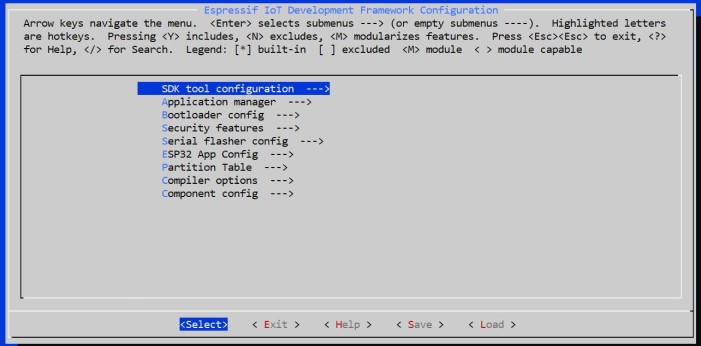 Espressif IoT Development Framework Configuration
Arrow keys navigate the menu.  <Enter> selects submenus ---> (or empty submenus ----).  Highlighted letters
are hotkeys.  Pressing <Y> includes, <N> excludes, <M> modularizes features.  Press <Esc><Esc> to exit, <?>
for Help, </> for Search.  Legend: [*] built-in  [ ] excluded  <M> module  < > module capable
SDK tool configuration  --->
Application manager  --->
Bootloader config  --->
Security features  --->
Serial flasher config  --->
ESP32 App Config  --->
Partition Table  --->
Compiler options  --->
Component config  --->
<Select>    < Exit >    < Help >    < Save >    < Load >